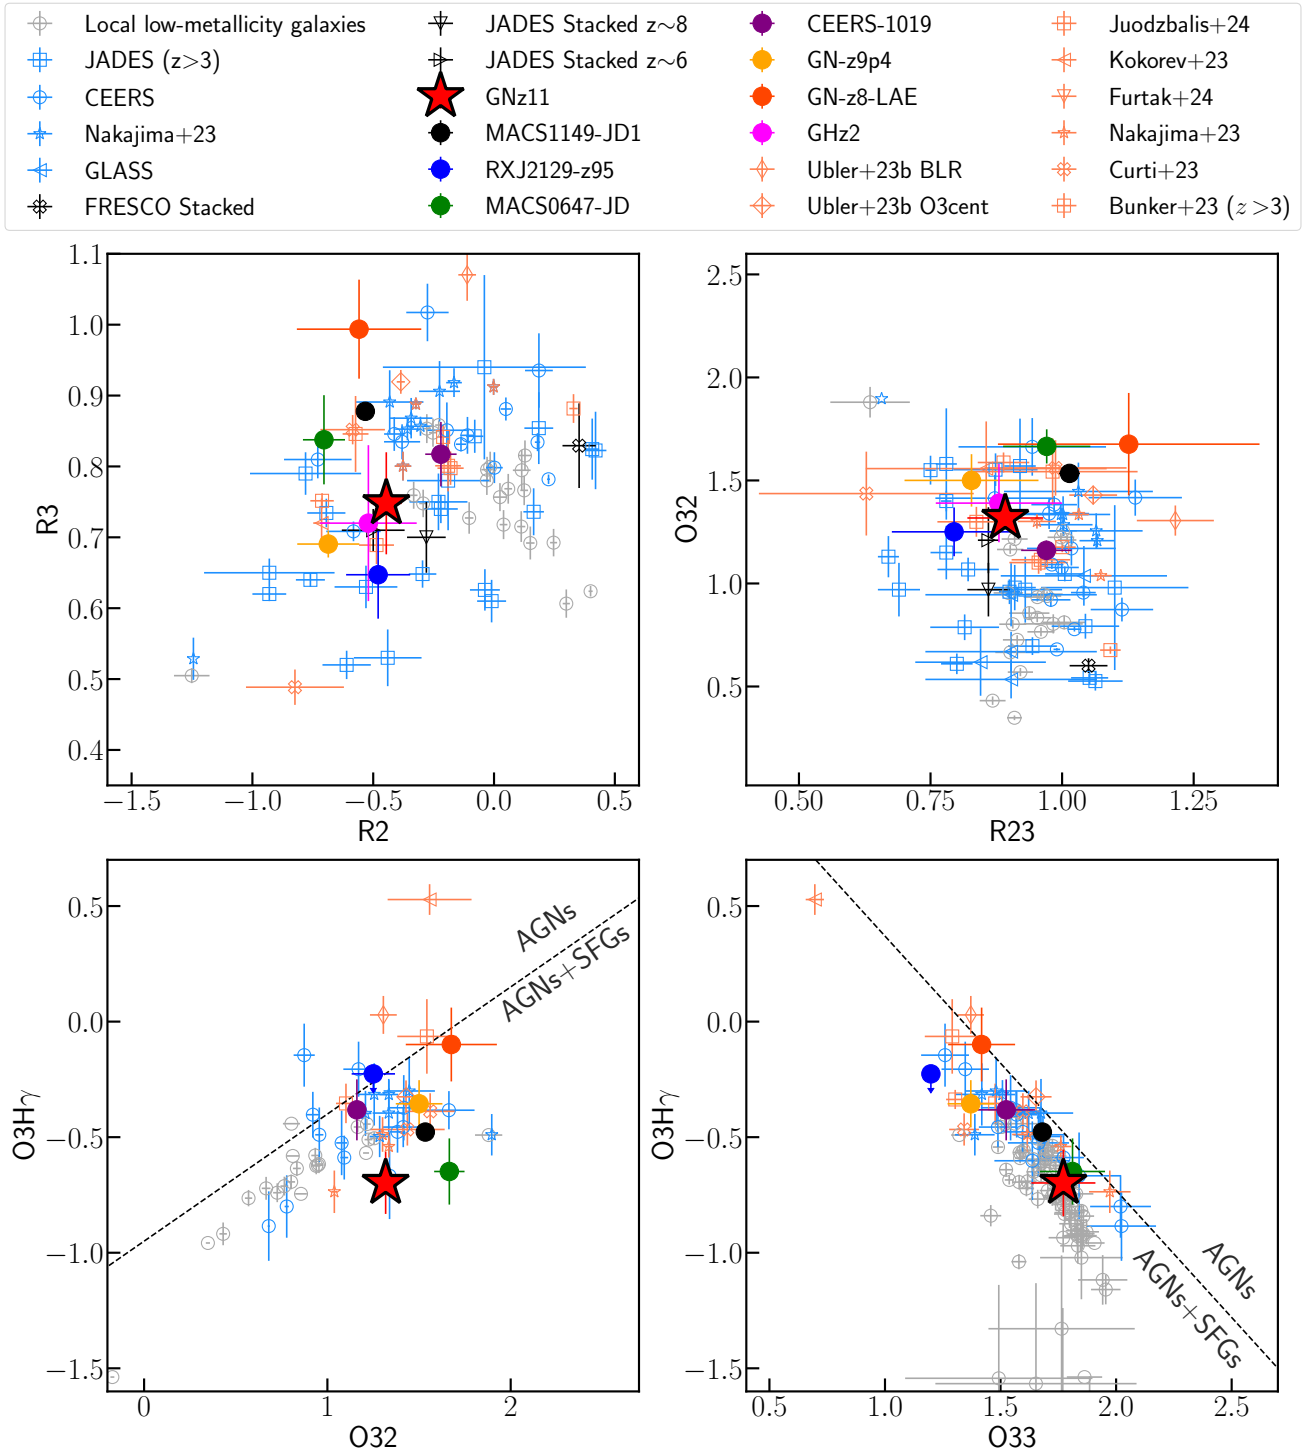 Local low-metallicity galaxies
JADES (z>3)
CEERS
Nakajima+23
GLASS
FRESCO Stacked
JADES Stacked z∼8
JADES Stacked z∼6
GNz11
MACS1149-JD1
RXJ2129-z95
MACS0647-JD
CEERS-1019
GN-z9p4
GN-z8-LAE
GHz2
Ubler+23b BLR
Ubler+23b O3cent
Juodzbalis+24
Kokorev+23
Furtak+24
Nakajima+23
Curti+23
Bunker+23 (z>3)
1.1
1.0
0.9
0.8
0.7
0.6
0.5
0.4
R3
−1.5 −1.0 −0.5 0.0 0.5
R2
2.5
2.0
1.5
1.0
0.5
O32
0.50 0.75 1.00 1.25
R23
0.5
0.0
−0.5
−1.0
−1.5
O3Hγ
AGNs
AGNs+SFGs
0 1 2
O32
0.5
0.0
−0.5
−1.0
−1.5
O3Hγ
AGNs
AGNs+SFGs
0.5 1.0 1.5 2.0 2.5
O33